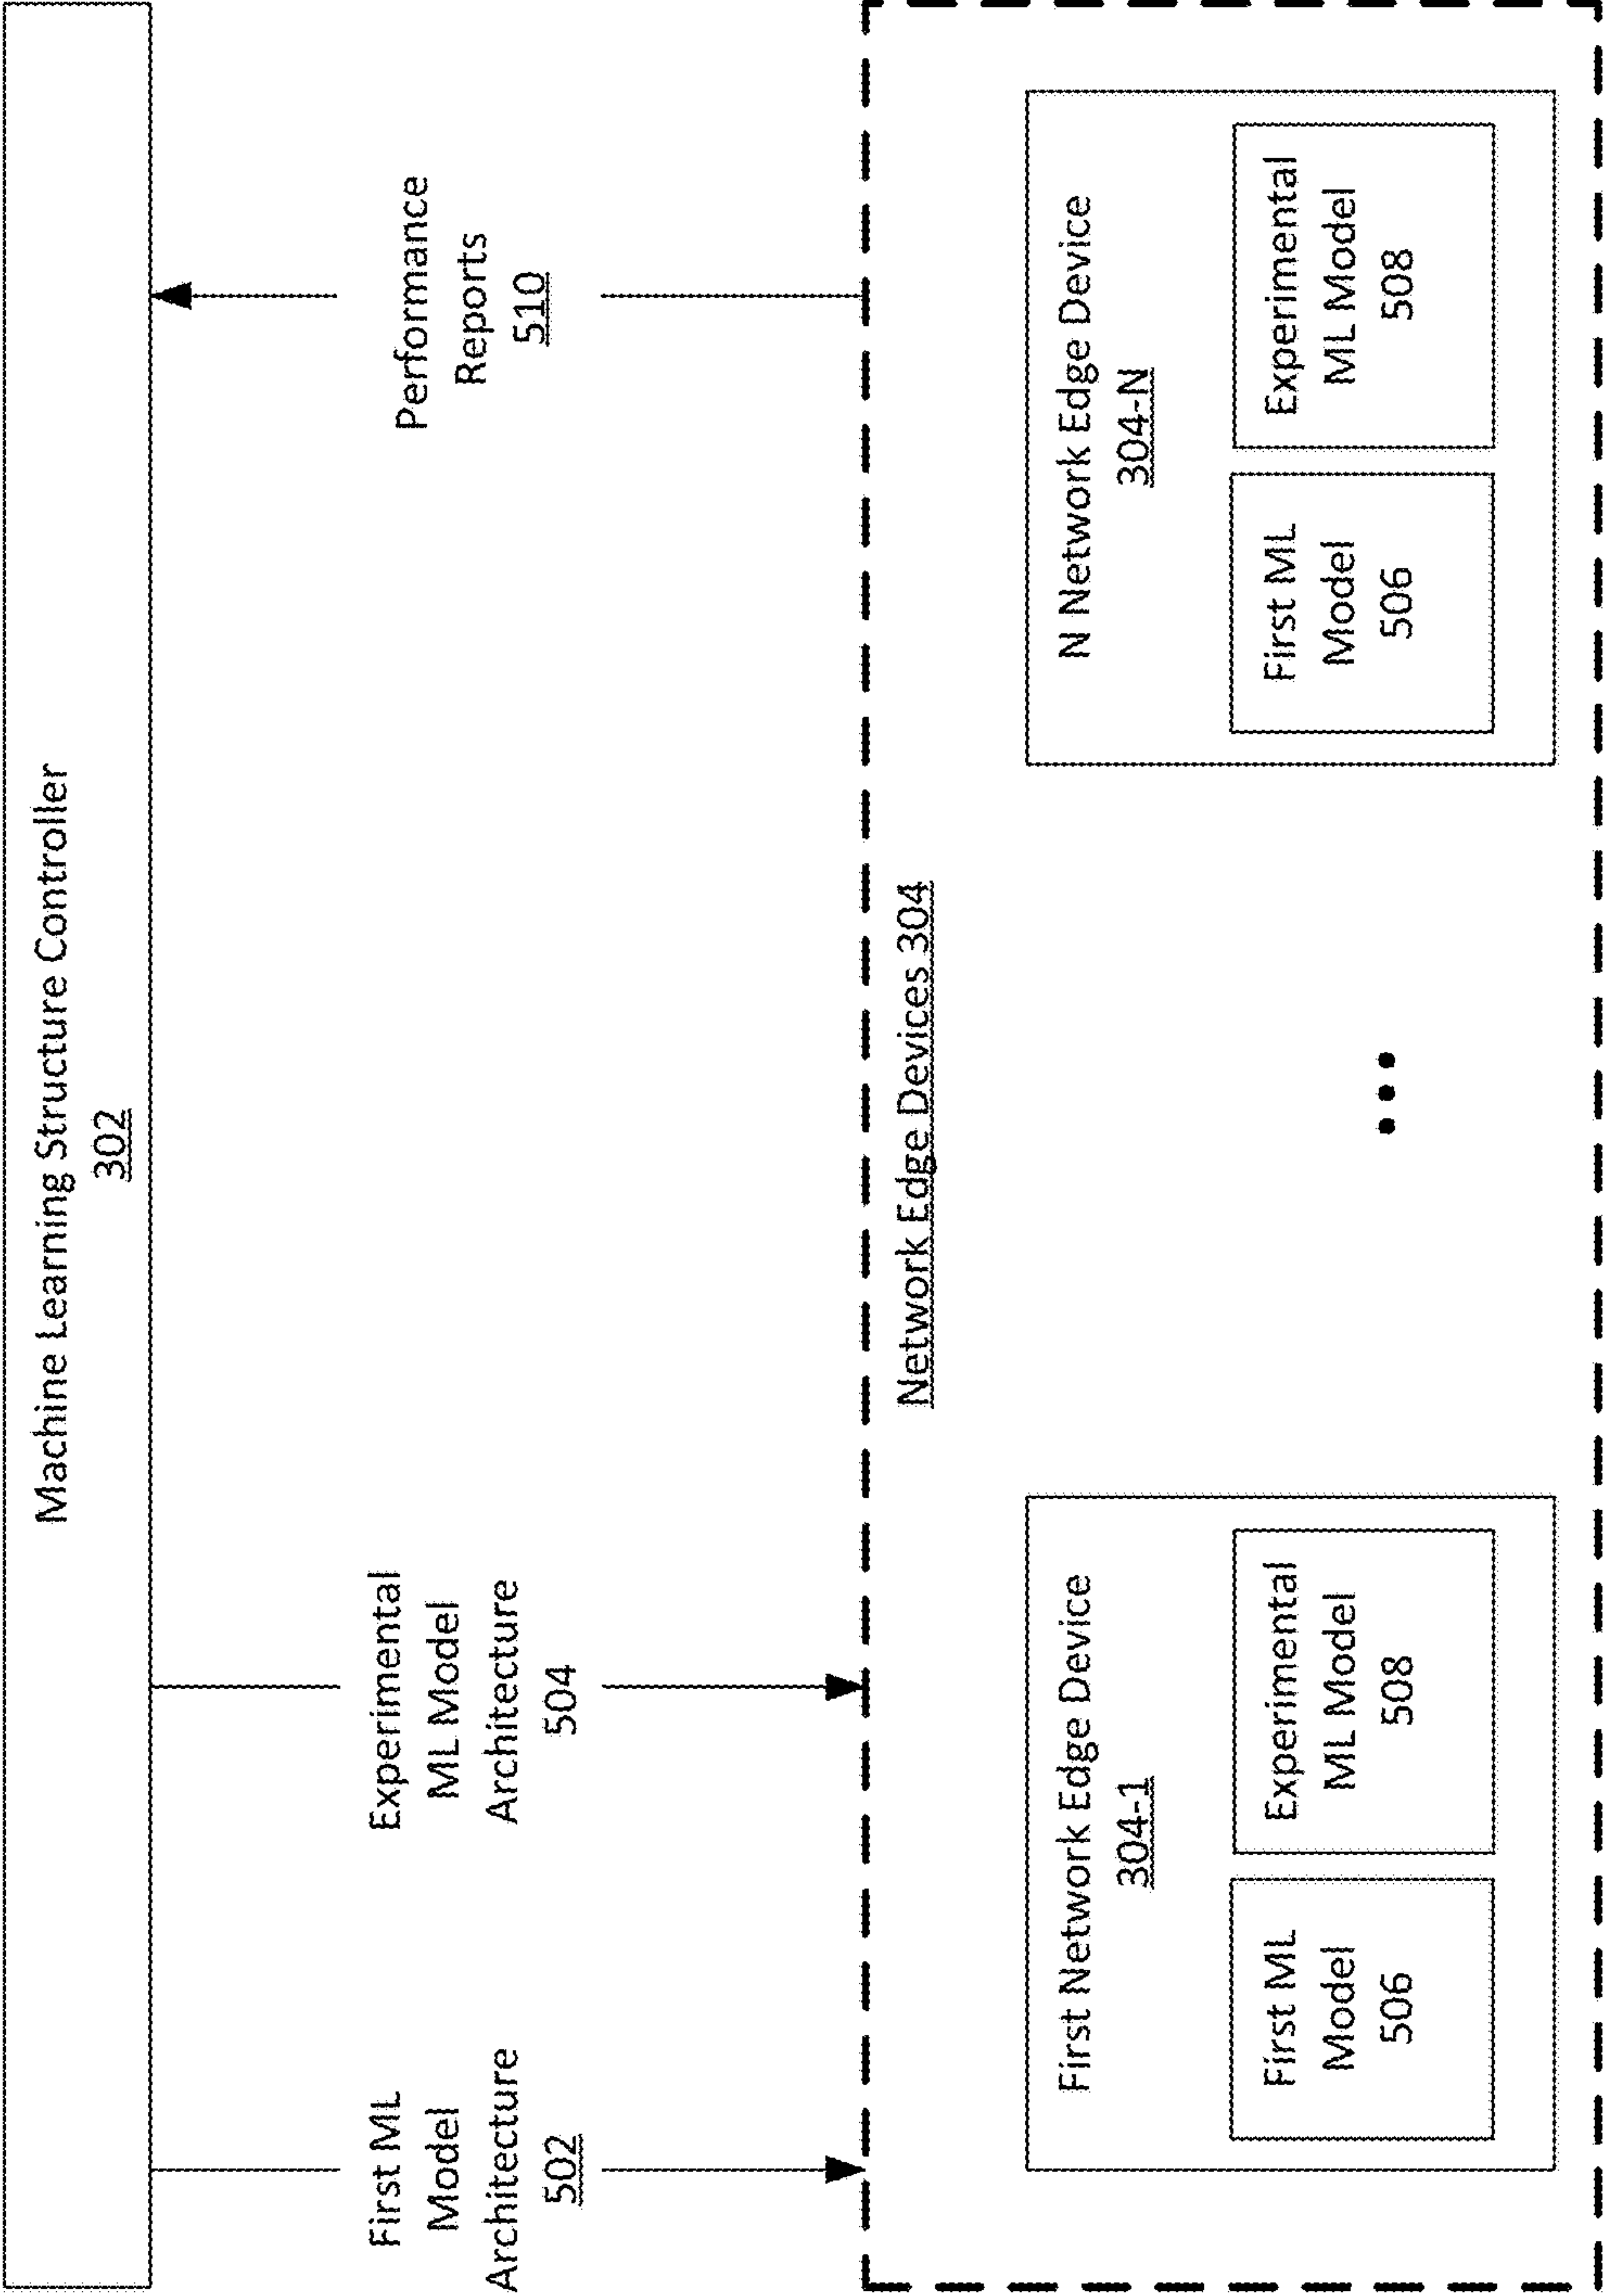 Machine Learning Structure Controller
302
First ML
Model
Architecture
502
Experimental
ML Model
Architecture
504
Performance
Reports
510
Network Edge Devices 304
First Network Edge Device
304-1
First ML
Model
506
Experimental
ML Model
508
•••
N Network Edge Device
304-N
First ML
Model
506
Experimental
ML Model
508